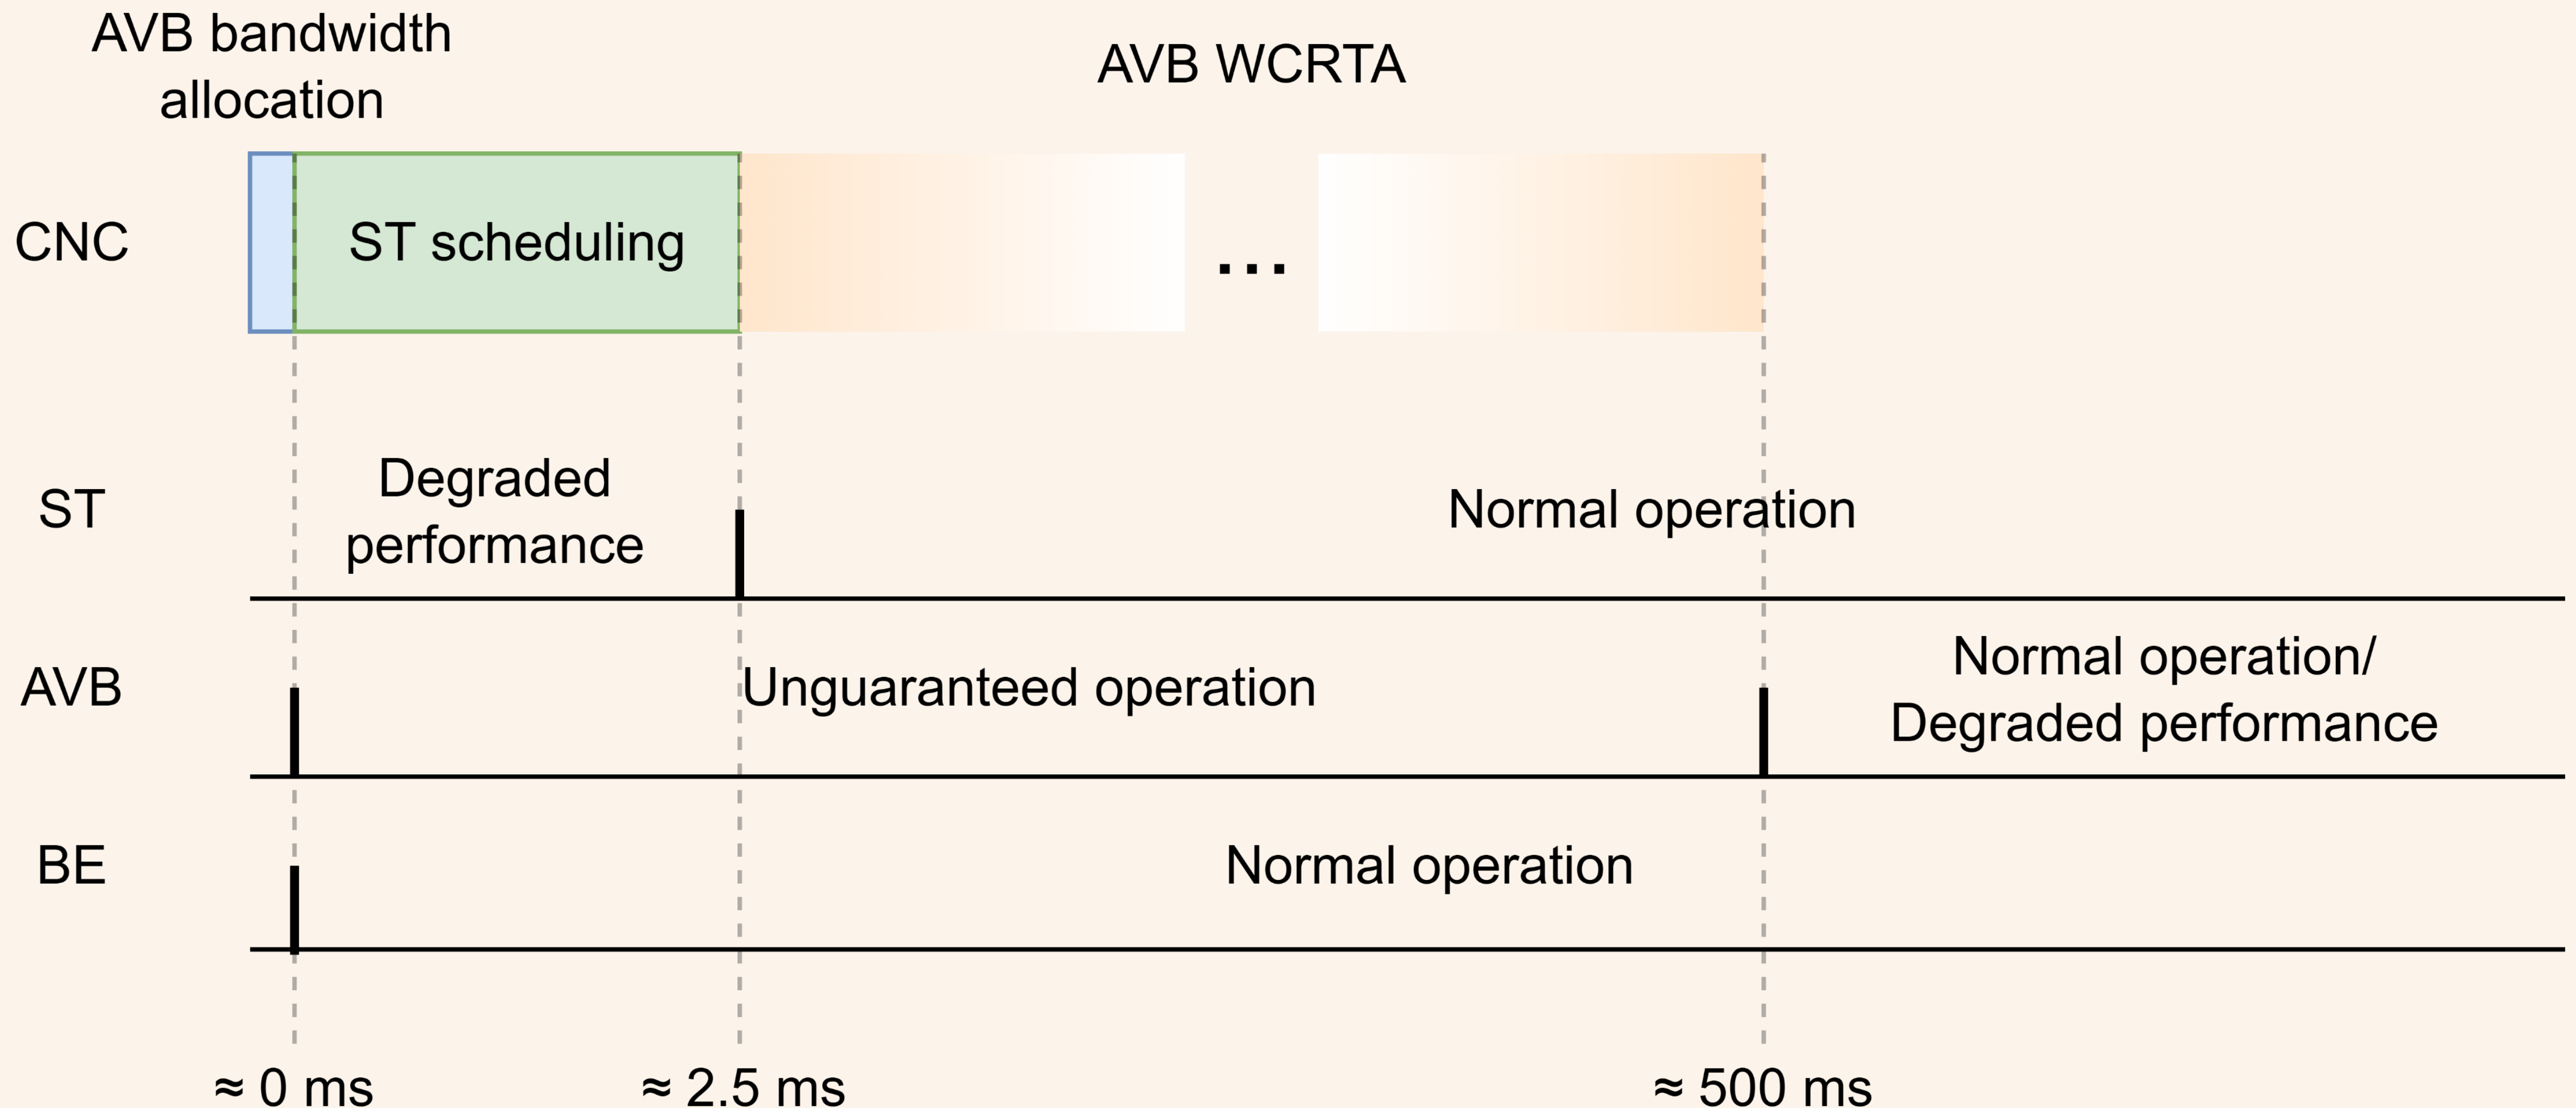 AVB bandwidth
allocation
AVB WCRTA
CNC
ST scheduling
...
ST
Degraded
performance
Normal operation
AVB
Unguaranteed operation
Normal operation/
Degraded performance
BE
Normal operation
≈ 0 ms
≈ 2.5 ms
≈ 500 ms